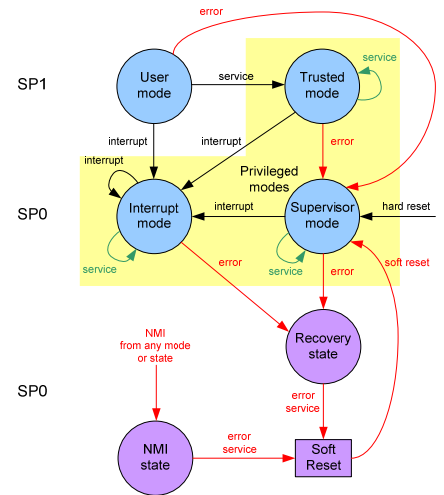 error
SP1
User
mode
service
Trusted
mode
service
interrupt
interrupt
error
interrupt
Privileged
modes
SP0
Interrupt
mode
interrupt
Supervisor
mode
hard reset
service
service
soft reset
error
error
Recovery
state
NMI
from any mode
or state
SP0
error
service
NMI
state
error
service
Soft
Reset